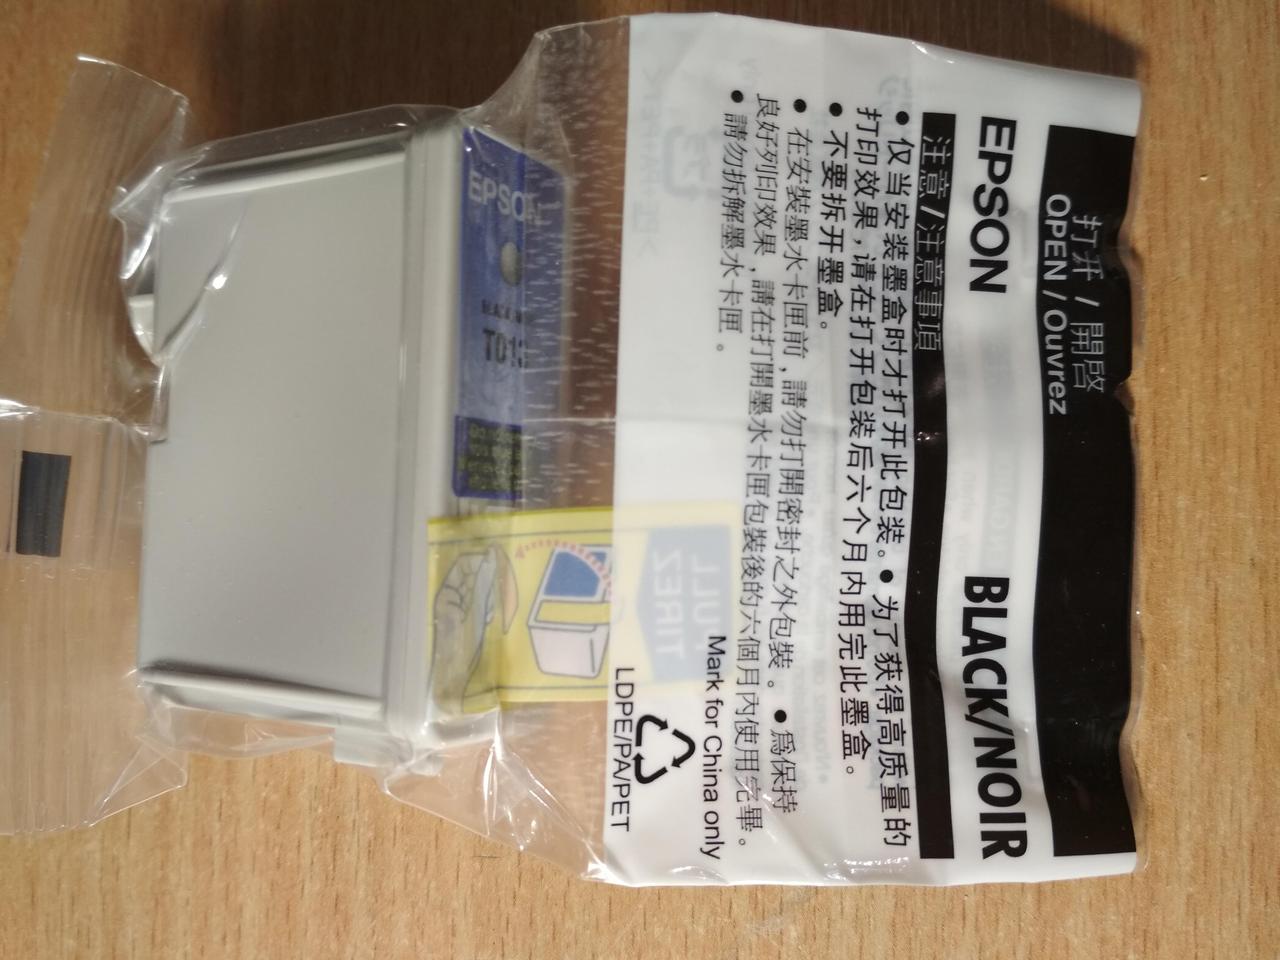 打开 / 開啓
OPEN / Ouvrez
EPSON BLACK/NOIR
注意 / 注意事項
• 仅当安装墨盒时才打开此包装。• 为了获得高质量的
打印效果,请在打开包装后六个月内用完此墨盒。
• 不要拆开墨盒。
• 在安裝墨水卡匣前,請勿打開密封之外包裝。• 爲保持
良好列印效果,請在打開墨水卡匣包裝後的六個月內使用完畢。
• 請勿拆解墨水卡匣。
Mark for China only
LDPE/PA/PET
EPSON
T013
PULL
TIREZ